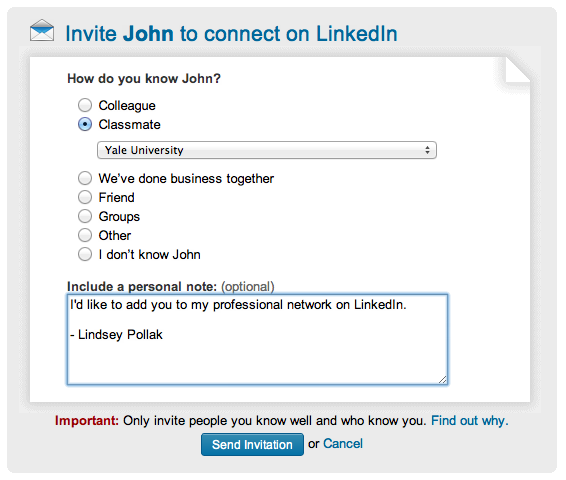 Invite John to connect on LinkedIn
How do you know John?
Colleague
Classmate
Yale University
We've done business together
Friend
Groups
Other
I don't know John
Include a personal note: (optional)
I'd like to add you to my professional network on LinkedIn.
- Lindsey Pollak
Important: Only invite people you know well and who know you. Find out why.
Send Invitation or Cancel